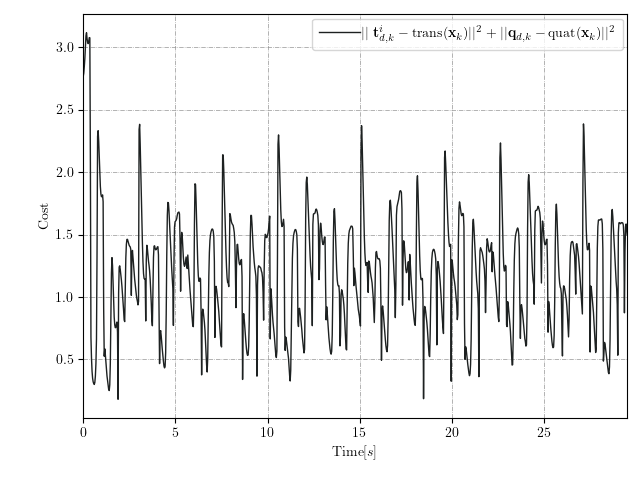 || t^i_{d,k} − trans(x_k)||^2 + ||q_{d,k} − quat(x_k)||^2
3.0
2.5
2.0
Cost
1.5
1.0
0.5
0 5 10 15 20 25
Time[s]